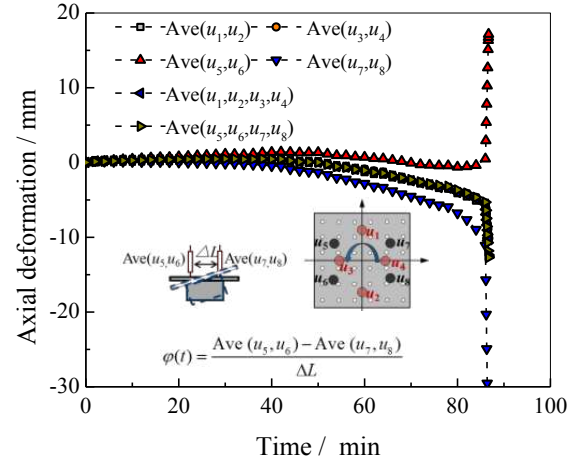 20
Ave(u1,u2) Ave(u3,u4)
Ave(u5,u6) Ave(u7,u8)
Ave(u1,u2,u3,u4)
Ave(u5,u6,u7,u8)
10
0
-10
-20
-30
Axial deformation / mm
△t
Ave(u5,u6) Ave(u7,u8)
u1
u5 u7
u3 u4
u6 u8
u2
φ(t) = Ave (u5, u6) − Ave (u7, u8)
ΔL
0 20 40 60 80 100
Time / min